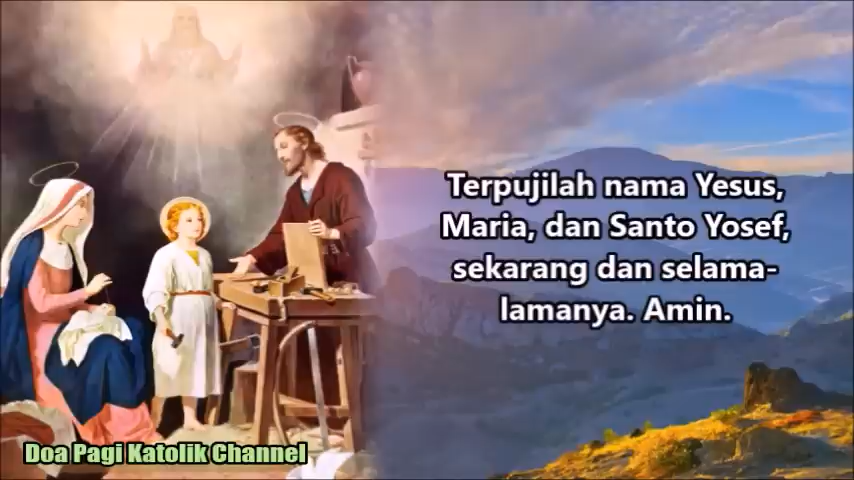 Terpujilah nama Yesus,
Maria, dan Santo Yosef,
sekarang dan selama-
lamanya. Amin.
Doa Pagi Katolik Channel